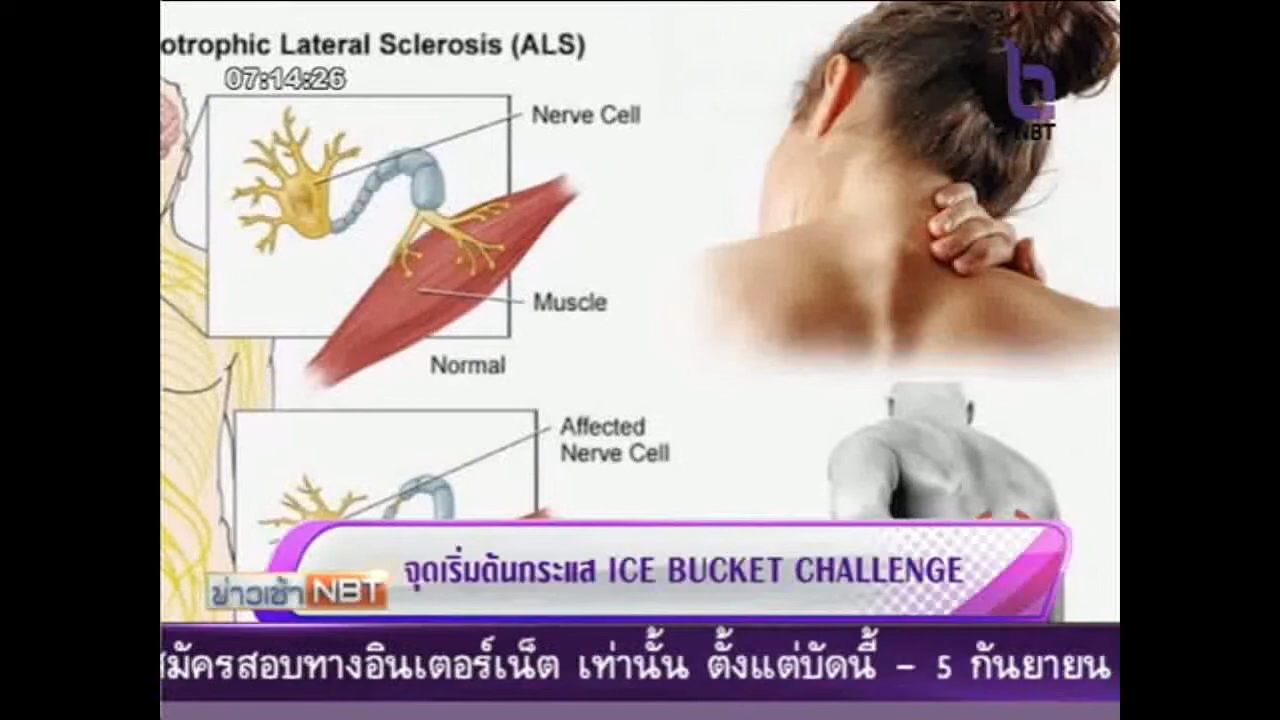 otrophic Lateral Sclerosis (ALS)
07:14:26
Nerve Cell
NBT
Muscle
Normal
Affected
Nerve Cell
จุดเริ่มต้นกระแส ICE BUCKET CHALLENGE
ข่าวเช้า NBT
สมัครสอบทางอินเตอร์เน็ต เท่านั้น ตั้งแต่บัดนี้ - 5 กันยายน